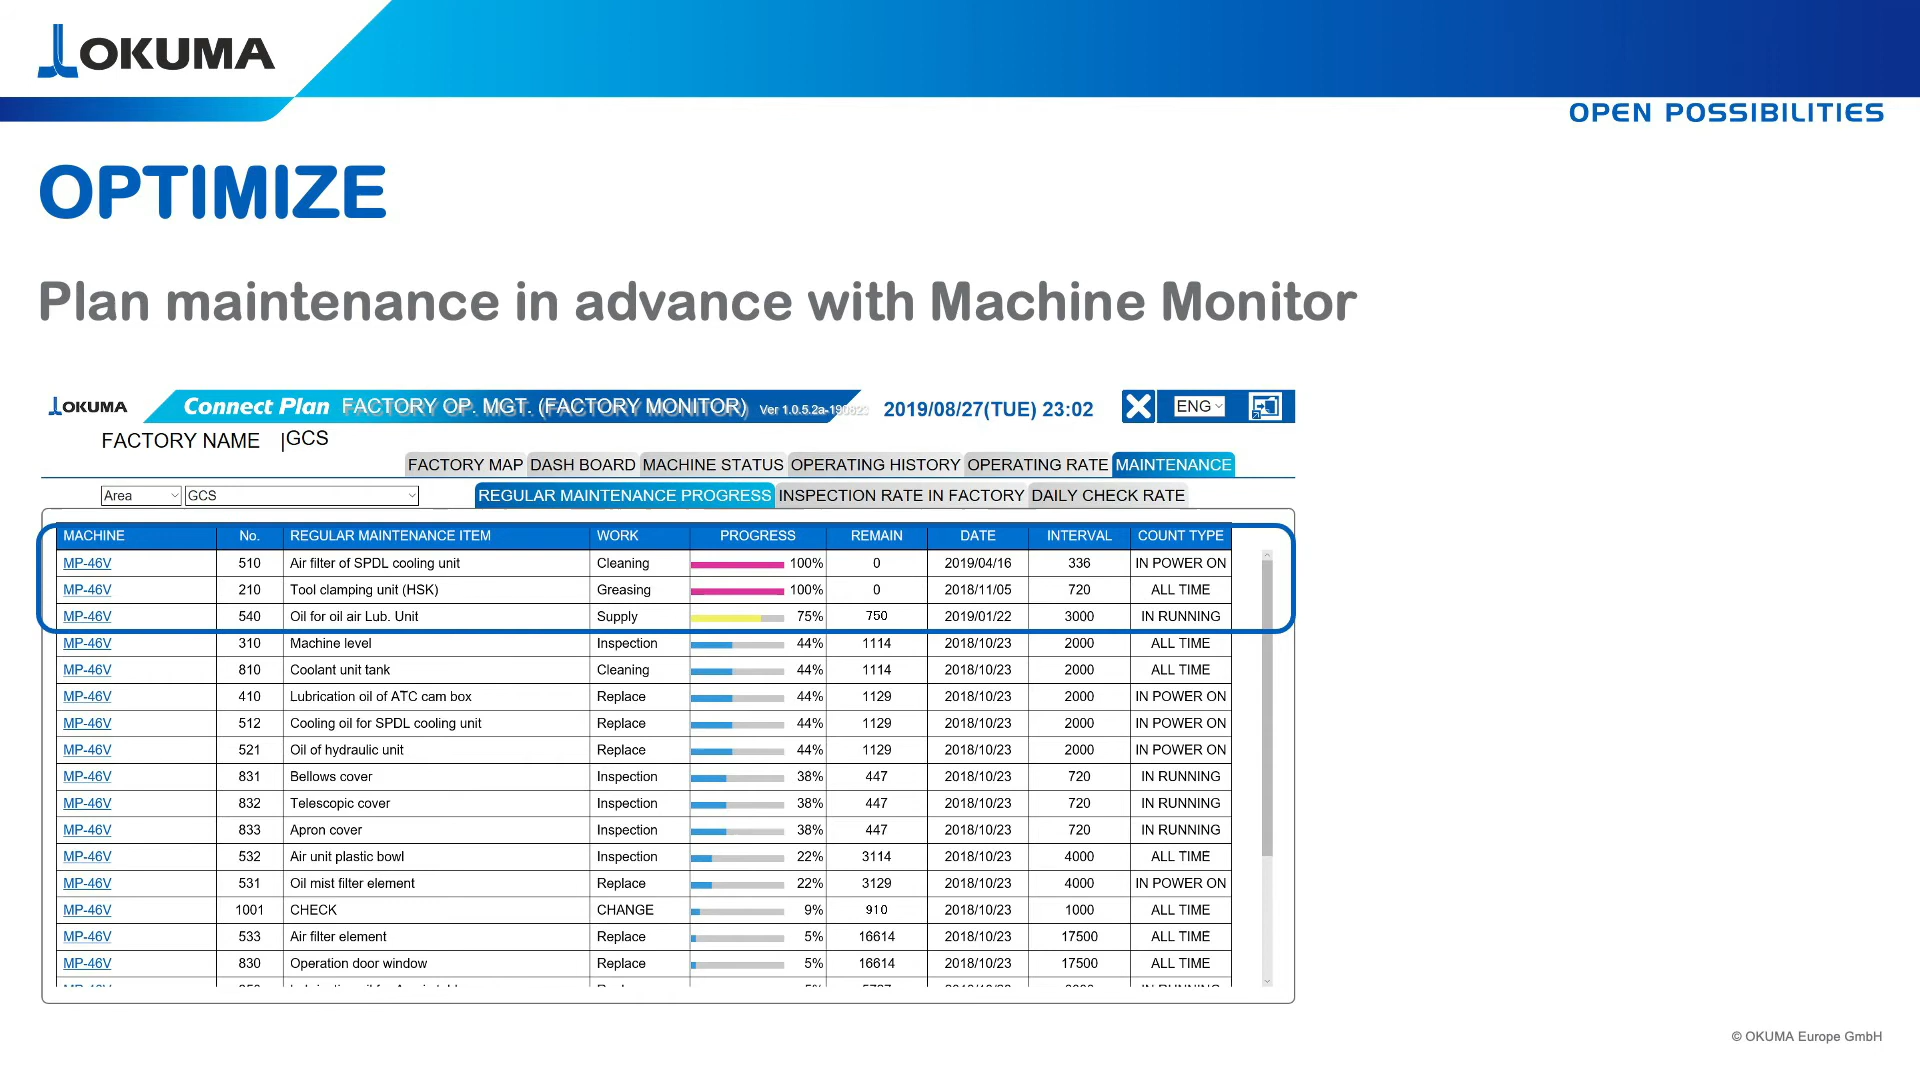 OKUMA
OPEN POSSIBILITIES
OPTIMIZE
Plan maintenance in advance with Machine Monitor
OKUMA Connect Plan FACTORY OP. MGT. (FACTORY MONITOR) Ver 1.0.5.2a-190823 2019/08/27(TUE) 23:02 ENG
FACTORY NAME |GCS
FACTORY MAP DASH BOARD MACHINE STATUS OPERATING HISTORY OPERATING RATE MAINTENANCE
Area GCS REGULAR MAINTENANCE PROGRESS INSPECTION RATE IN FACTORY DAILY CHECK RATE
MACHINE No. REGULAR MAINTENANCE ITEM WORK PROGRESS REMAIN DATE INTERVAL COUNT TYPE
MP-46V 510 Air filter of SPDL cooling unit Cleaning 100% 0 2019/04/16 336 IN POWER ON
MP-46V 210 Tool clamping unit (HSK) Greasing 100% 0 2018/11/05 720 ALL TIME
MP-46V 540 Oil for oil air Lub. Unit Supply 75% 750 2019/01/22 3000 IN RUNNING
MP-46V 310 Machine level Inspection 44% 1114 2018/10/23 2000 ALL TIME
MP-46V 810 Coolant unit tank Cleaning 44% 1114 2018/10/23 2000 ALL TIME
MP-46V 410 Lubrication oil of ATC cam box Replace 44% 1129 2018/10/23 2000 IN POWER ON
MP-46V 512 Cooling oil for SPDL cooling unit Replace 44% 1129 2018/10/23 2000 IN POWER ON
MP-46V 521 Oil of hydraulic unit Replace 44% 1129 2018/10/23 2000 IN POWER ON
MP-46V 831 Bellows cover Inspection 38% 447 2018/10/23 720 IN RUNNING
MP-46V 832 Telescopic cover Inspection 38% 447 2018/10/23 720 IN RUNNING
MP-46V 833 Apron cover Inspection 38% 447 2018/10/23 720 IN RUNNING
MP-46V 532 Air unit plastic bowl Inspection 22% 3114 2018/10/23 4000 ALL TIME
MP-46V 531 Oil mist filter element Replace 22% 3129 2018/10/23 4000 IN POWER ON
MP-46V 1001 CHECK CHANGE 9% 910 2018/10/23 1000 ALL TIME
MP-46V 533 Air filter element Replace 5% 16614 2018/10/23 17500 ALL TIME
MP-46V 830 Operation door window Replace 5% 16614 2018/10/23 17500 ALL TIME
© OKUMA Europe GmbH